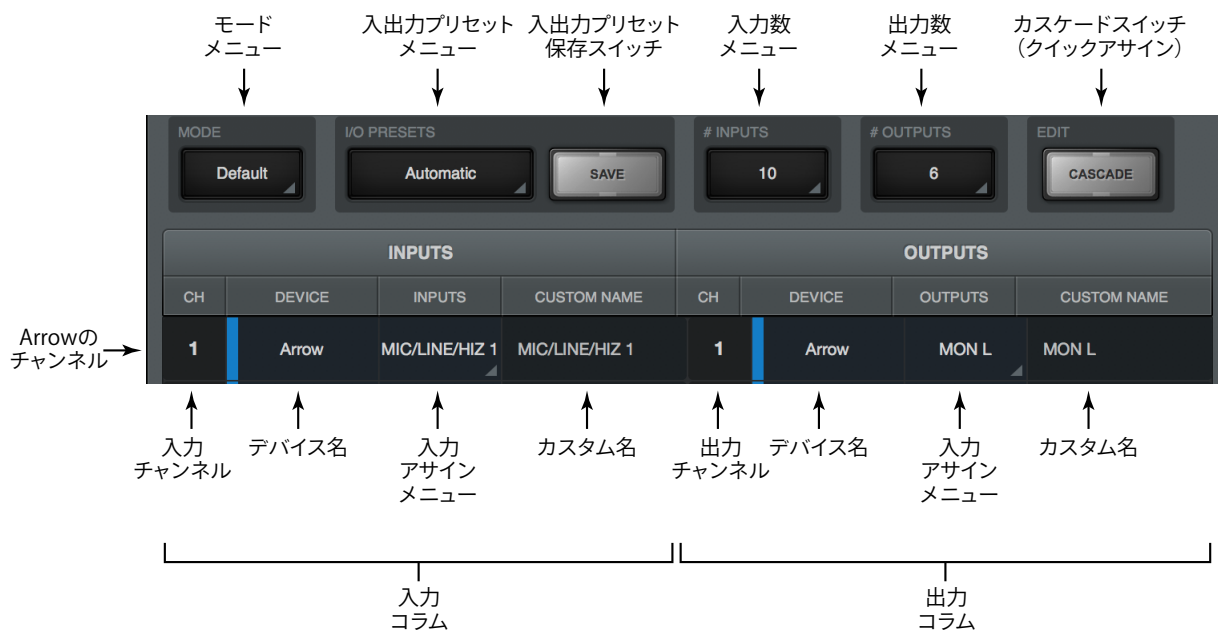 モード
メニュー
入出力プリセット
メニュー
入出力プリセット
保存スイッチ
入力数
メニュー
出力数
メニュー
カスケードスイッチ
（クイックアサイン）
MODE
I/O PRESETS
# INPUTS
# OUTPUTS
EDIT
Default
Automatic
SAVE
10
6
CASCADE
INPUTS
OUTPUTS
CH
DEVICE
INPUTS
CUSTOM NAME
CH
DEVICE
OUTPUTS
CUSTOM NAME
Arrowの
チャンネル
1
Arrow
MIC/LINE/HIZ 1
MIC/LINE/HIZ 1
1
Arrow
MON L
MON L
入力
チャンネル
デバイス名
入力
アサイン
メニュー
カスタム名
出力
チャンネル
デバイス名
入力
アサイン
メニュー
カスタム名
入力
コラム
出力
コラム